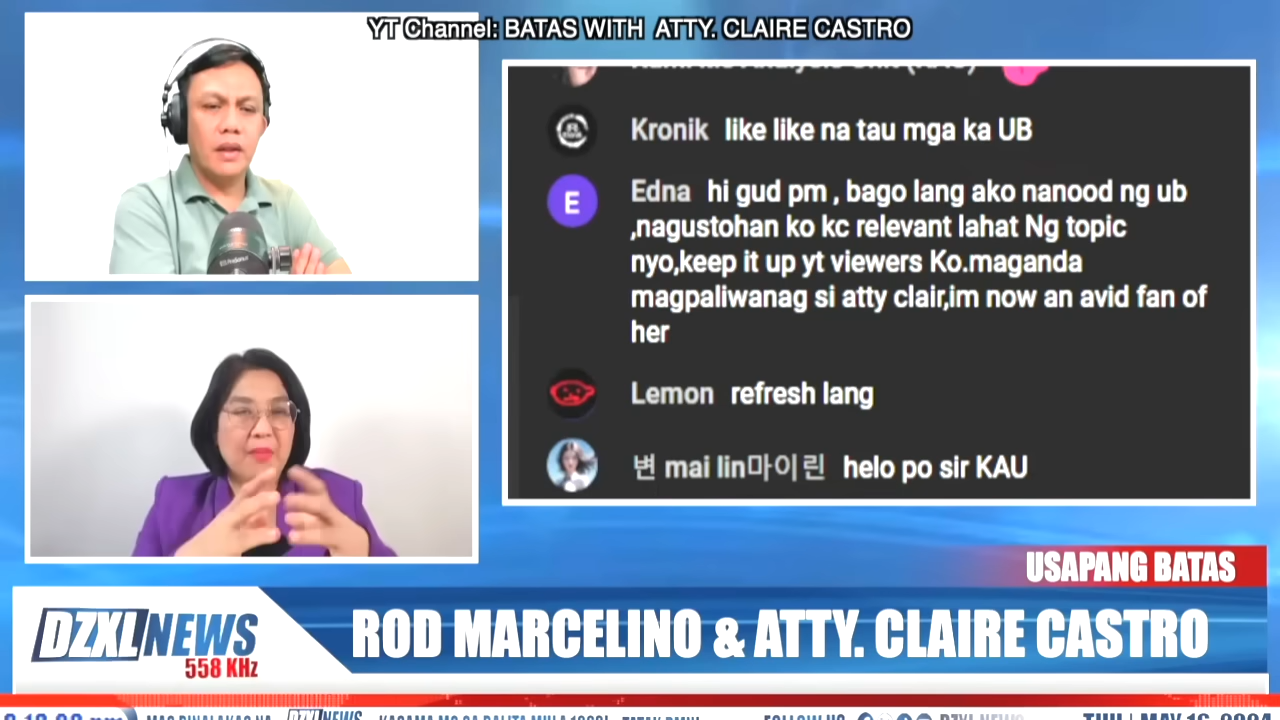 YT Channel: BATAS WITH ATTY. CLAIRE CASTRO
Kronik like like na tau mga ka UB
E
Edna hi gud pm , bago lang ako nanood ng ub
,nagustohan ko kc relevant lahat Ng topic
nyo,keep it up yt viewers Ko.maganda
magpaliwanag si atty clair,im now an avid fan of
her
Lemon refresh lang
변 mai lin마이린 helo po sir KAU
USAPANG BATAS
DZXL NEWS
558 KHz
ROD MARCELINO & ATTY. CLAIRE CASTRO